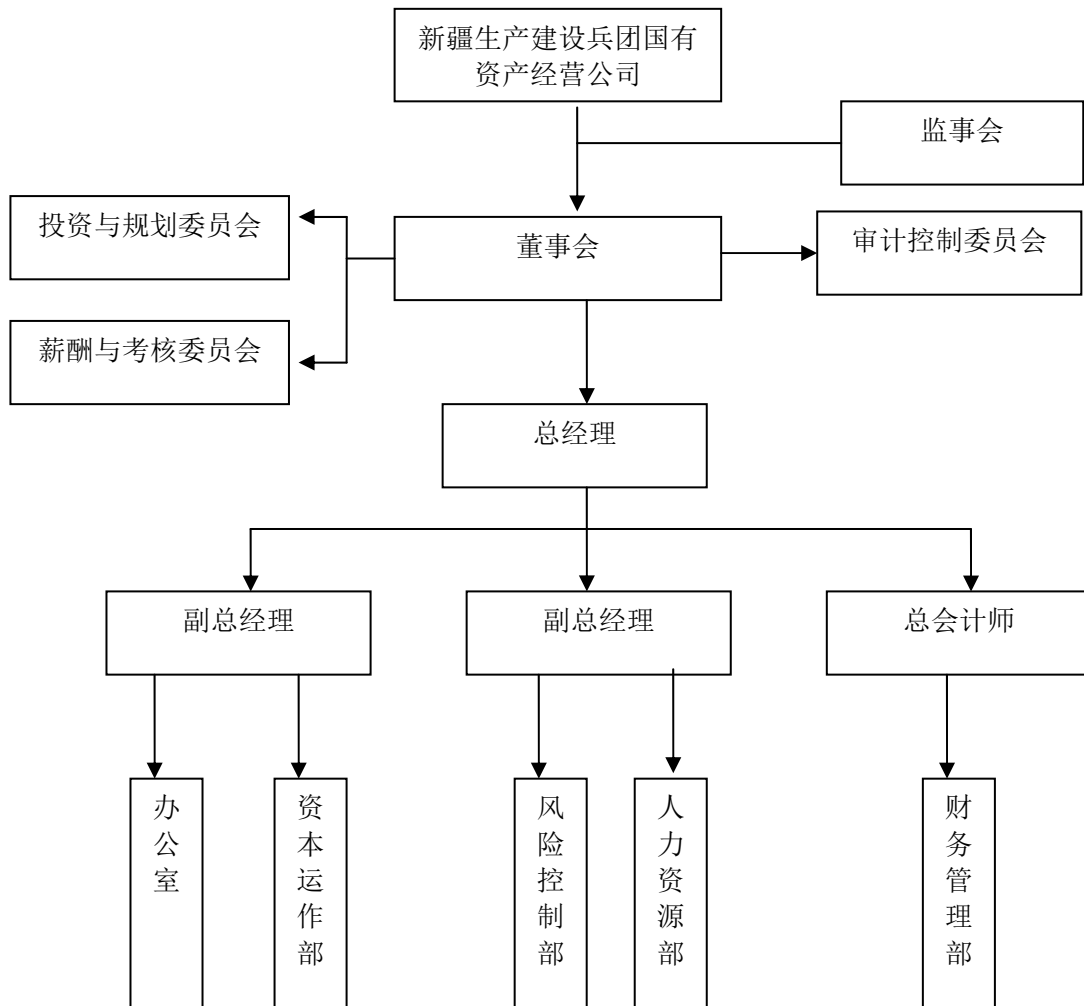 新疆生产建设兵团国有
资产经营公司
监事会
投资与规划委员会
董事会
审计控制委员会
薪酬与考核委员会
总经理
副总经理
副总经理
总会计师
办公室
资本运作部
风险控制部
人力资源部
财务管理部